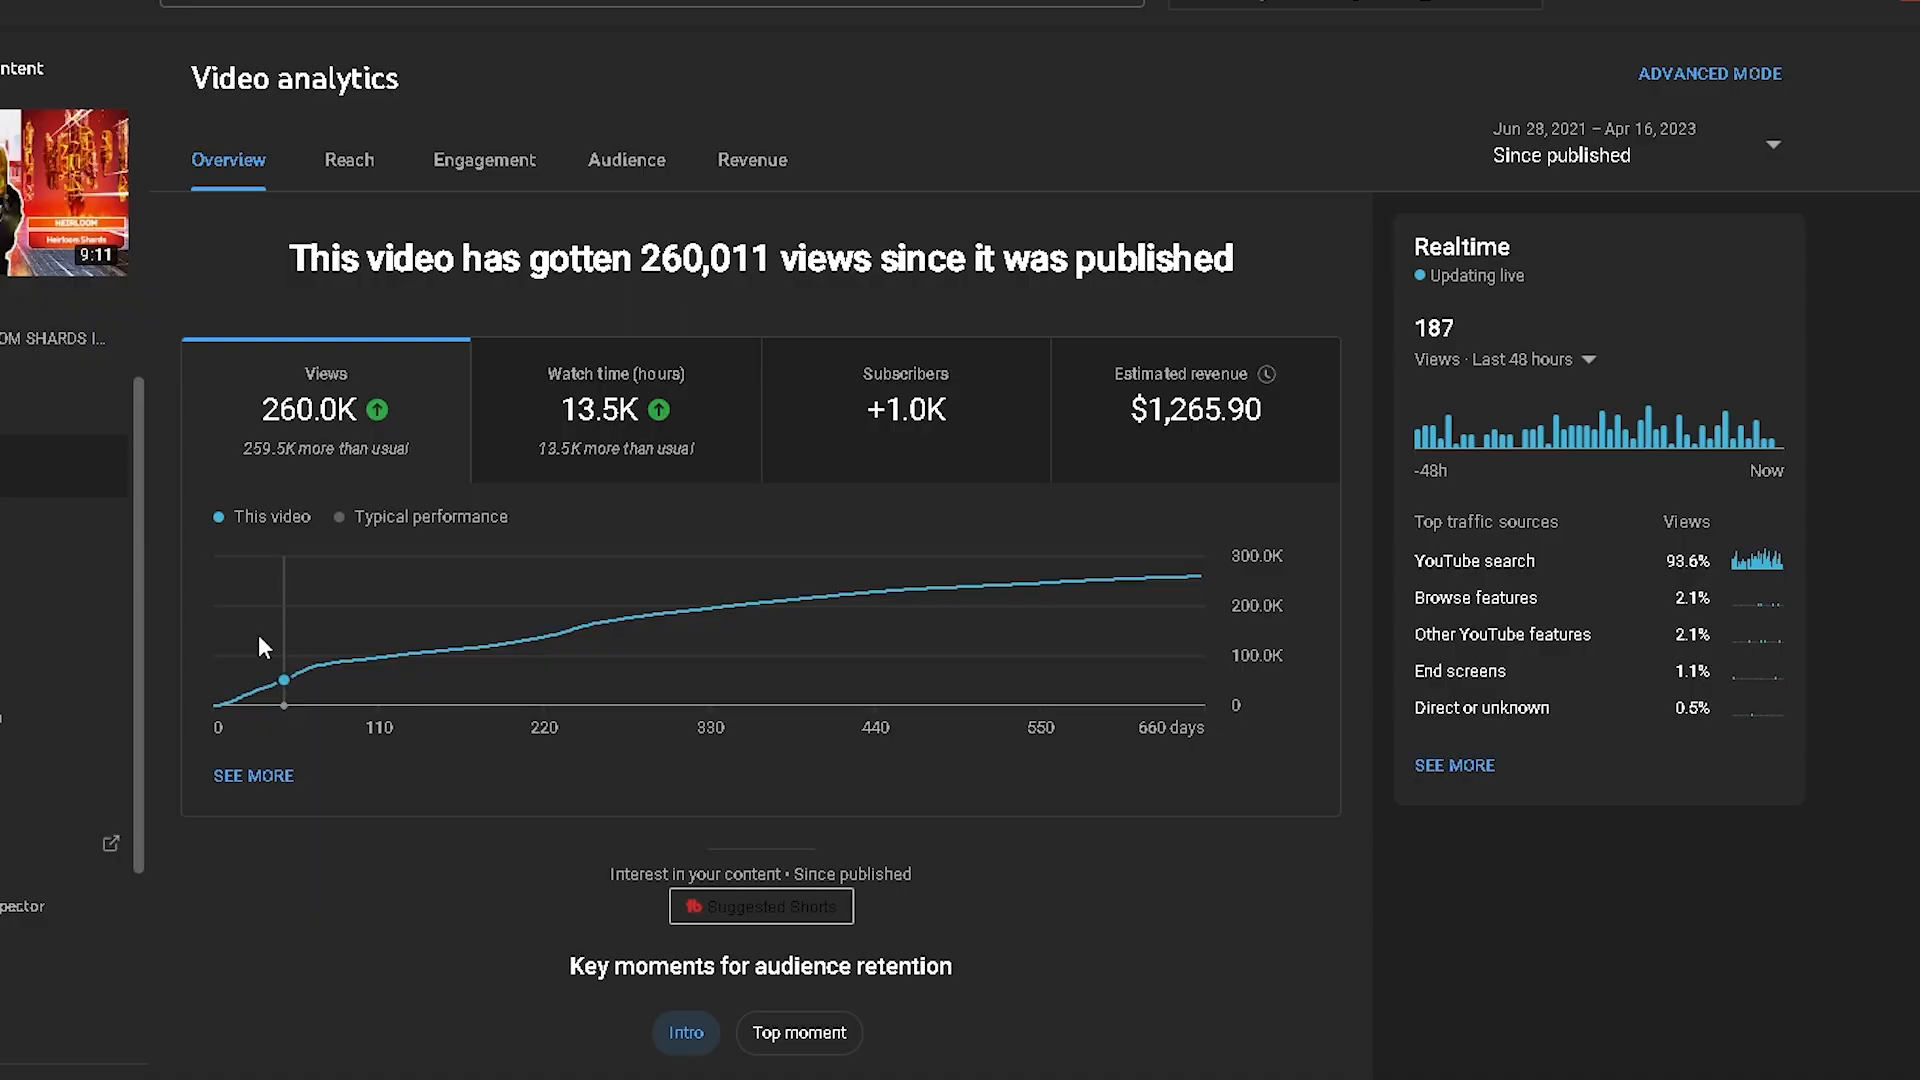 ntent
Video analytics
ADVANCED MODE
Jun 28, 2021 – Apr 16, 2023
Since published
Overview
Reach
Engagement
Audience
Revenue
HEIRLOOM
Heirloom Shards
9:11
OM SHARDS I...
pector
This video has gotten 260,011 views since it was published
Views
260.0K
259.5K more than usual
Watch time (hours)
13.5K
13.5K more than usual
Subscribers
+1.0K
Estimated revenue
$1,265.90
This video
Typical performance
300.0K
200.0K
100.0K
0
0
110
220
330
440
550
660 days
SEE MORE
Interest in your content • Since published
Suggested Shorts
Key moments for audience retention
Intro
Top moment
Realtime
Updating live
187
Views · Last 48 hours
-48h
Now
Top traffic sources
Views
YouTube search
93.6%
Browse features
2.1%
Other YouTube features
2.1%
End screens
1.1%
Direct or unknown
0.5%
SEE MORE